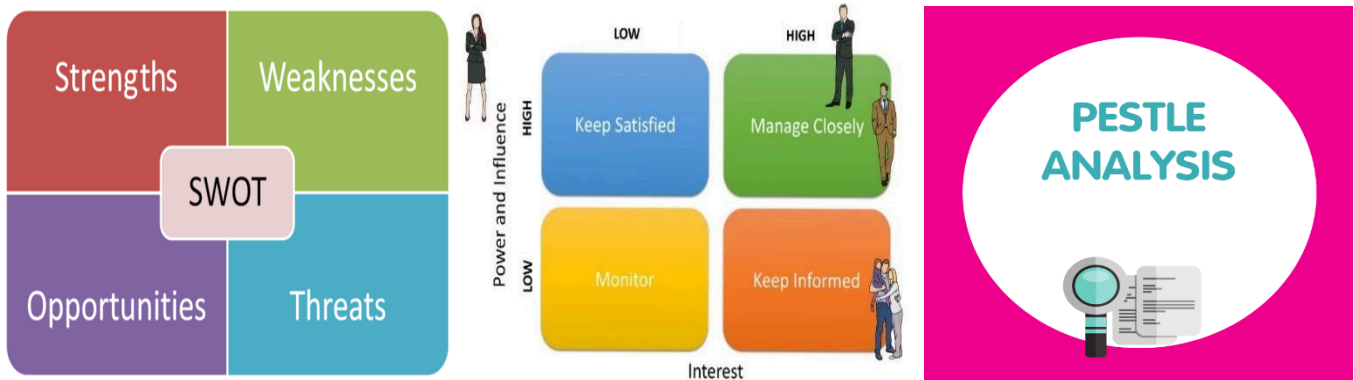 Strengths
Weaknesses
SWOT
Opportunities
Threats
LOW
HIGH
Power and Influence
HIGH
LOW
Keep Satisfied
Manage Closely
Monitor
Keep Informed
Interest
PESTLE
ANALYSIS